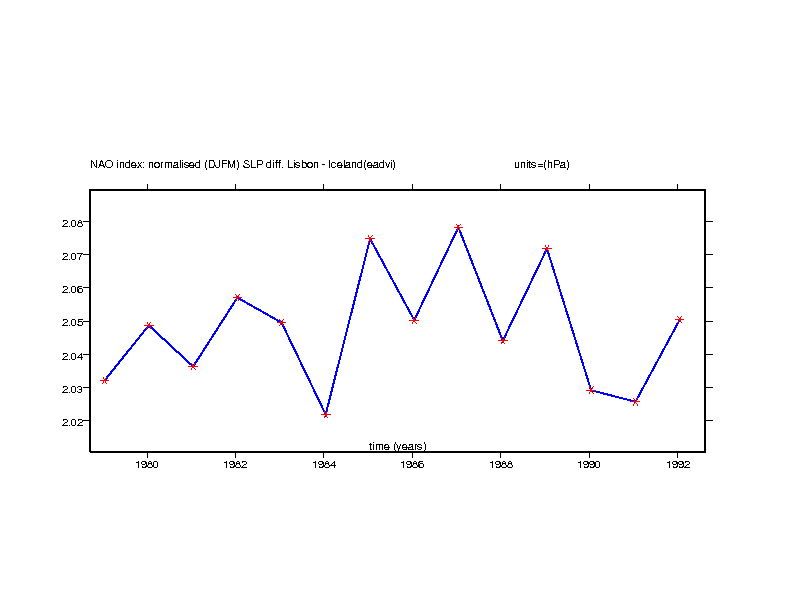 NAO index: normalised (DJFM) SLP diff. Lisbon - Iceland(eadvi) units=(hPa)
2.08
2.07
2.06
2.05
2.04
2.03
2.02
time (years)
1980 1982 1984 1986 1988 1990 1992